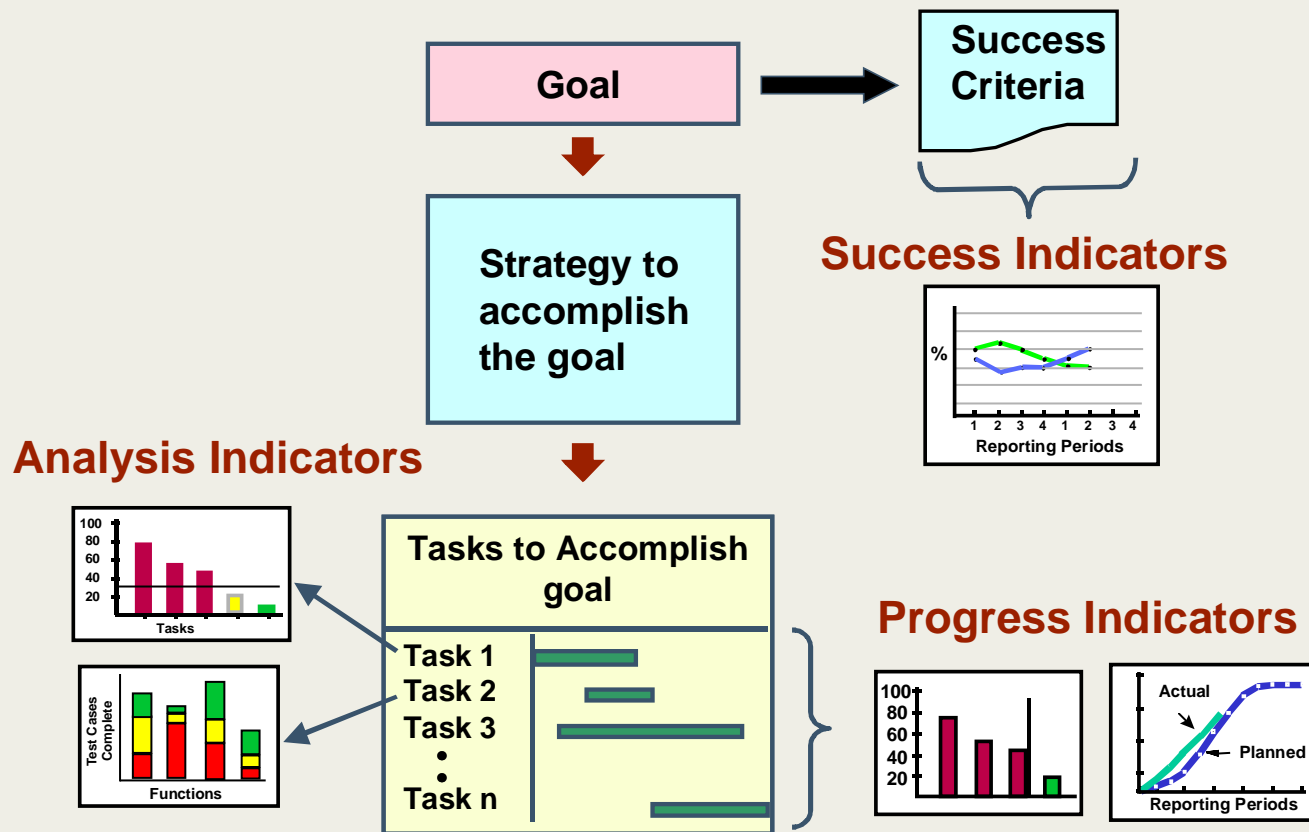 Goal
Success
Criteria
Strategy to
accomplish
the goal
Success Indicators
%
1 2 3 4 1 2 3 4
Reporting Periods
Analysis Indicators
100
80
60
40
20
Tasks
Test Cases
Complete
Functions
Tasks to Accomplish
goal
Task 1
Task 2
Task 3
Task n
Progress Indicators
100
80
60
40
20
Actual
Planned
Reporting Periods